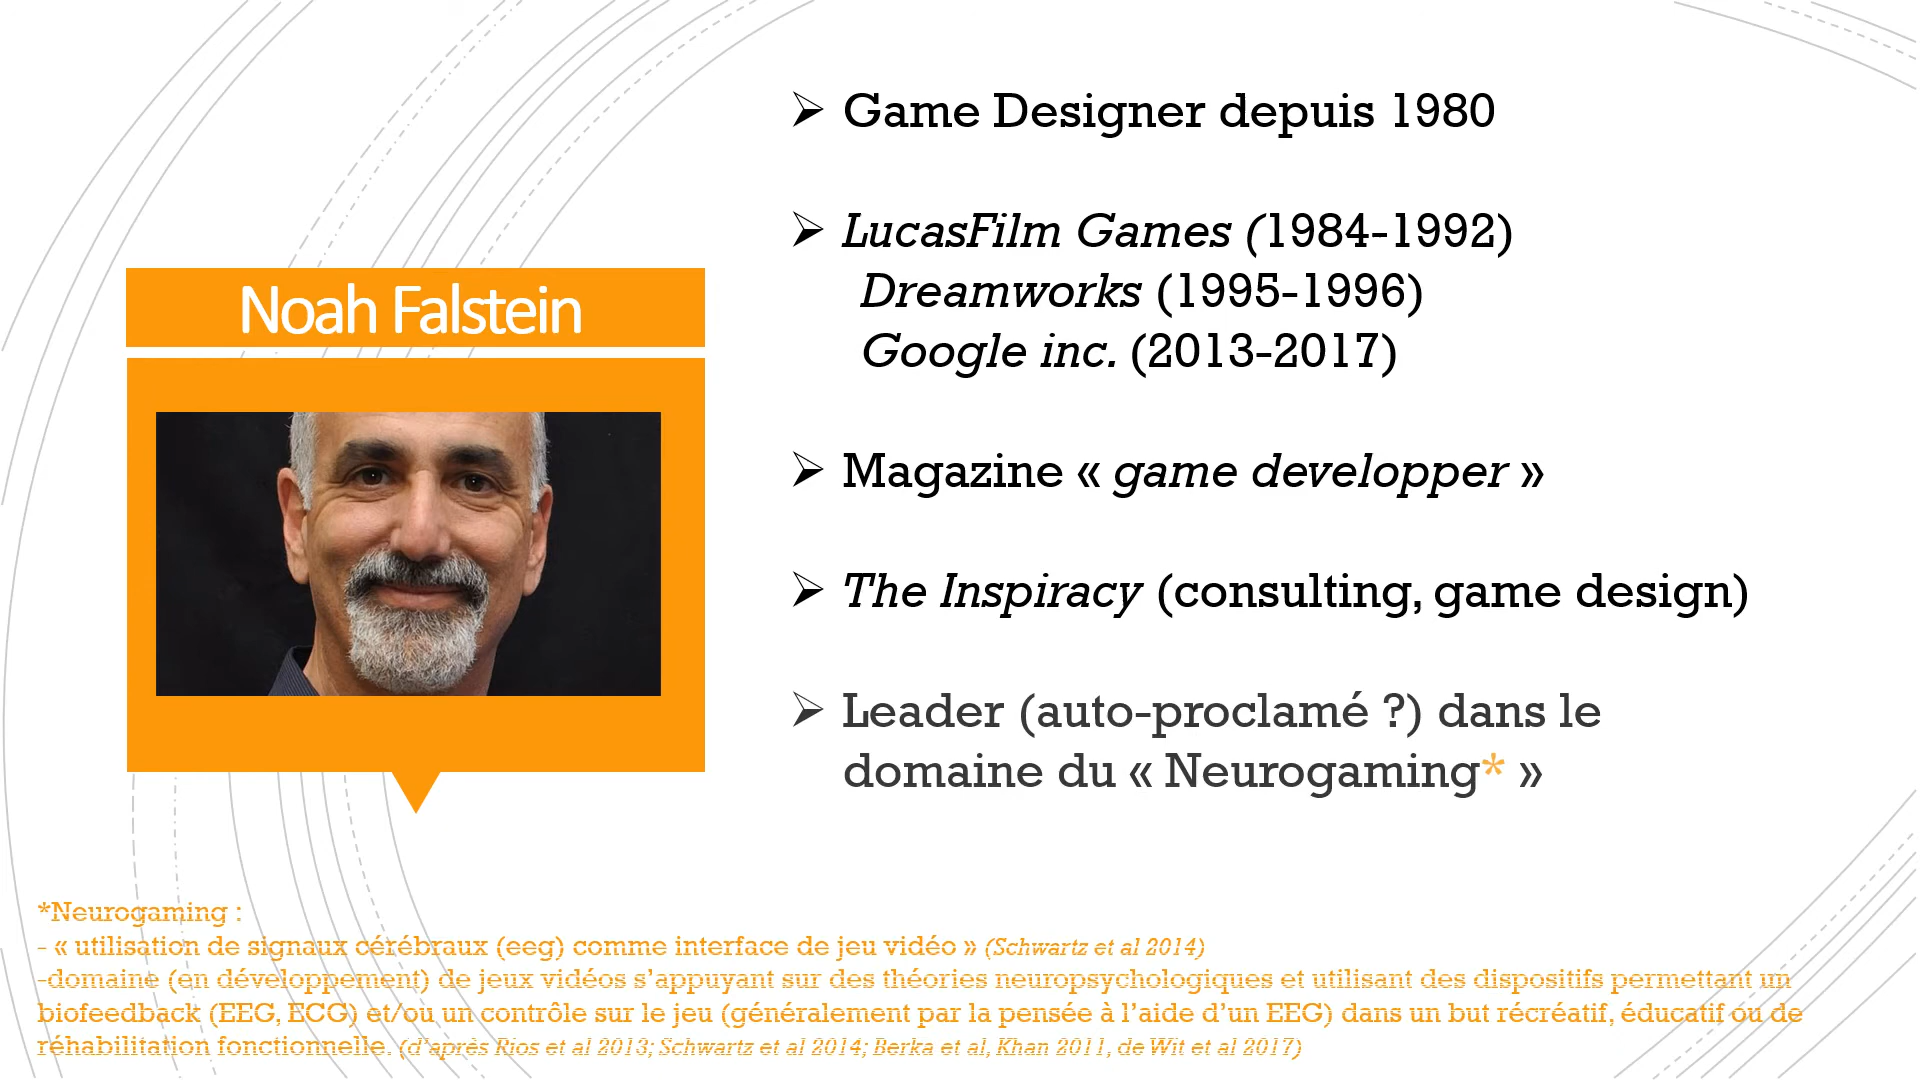 Noah Falstein
Game Designer depuis 1980
LucasFilm Games (1984-1992)
Dreamworks (1995-1996)
Google inc. (2013-2017)
Magazine « game developper »
The Inspiracy (consulting, game design)
Leader (auto-proclamé ?) dans le
domaine du « Neurogaming* »
*Neurogaming :
- « utilisation de signaux cérébraux (eeg) comme interface de jeu vidéo » (Schwartz et al 2014)
-domaine (en développement) de jeux vidéos s’appuyant sur des théories neuropsychologiques et utilisant des dispositifs permettant un
biofeedback (EEG, ECG) et/ou un contrôle sur le jeu (généralement par la pensée à l’aide d’un EEG) dans un but récréatif, éducatif ou de
réhabilitation fonctionnelle. (d’après Rios et al 2013; Schwartz et al 2014; Berka et al, Khan 2011, de Wit et al 2017)